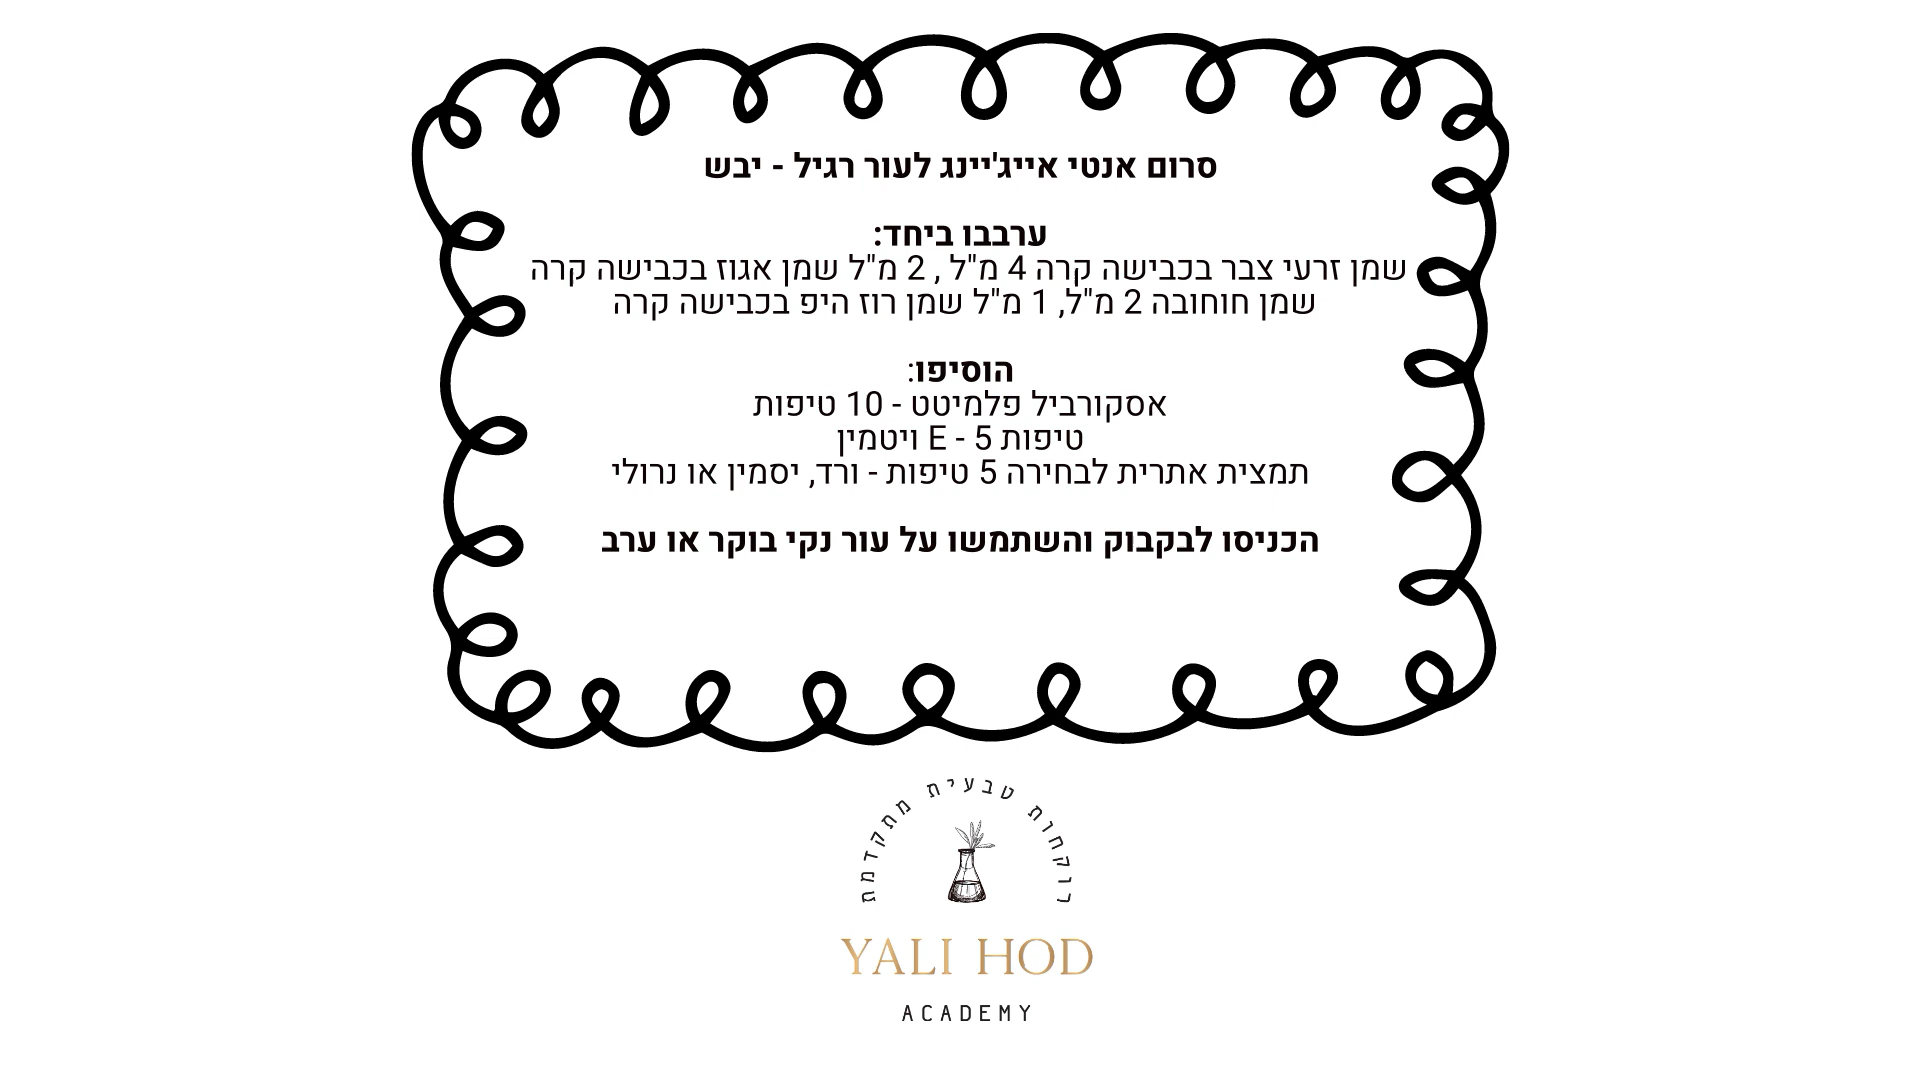 סרום אנטי אייג'יינג לעור רגיל - יבש
ערבבו ביחד:
שמן זרעי צבר בכבישה קרה 4 מ"ל , 2 מ"ל שמן אגוז בכבישה קרה
שמן חוחובה 2 מ"ל, 1 מ"ל שמן רוז היפ בכבישה קרה
הוסיפו:
אסקורביל פלמיטט - 10 טיפות
טיפות 5 - E ויטמין
תמצית אתרית לבחירה 5 טיפות - ורד, יסמין או נרולי
הכניסו לבקבוק והשתמשו על עור נקי בוקר או ערב
רוקחות טבעית מתקדמת
YALI HOD
ACADEMY